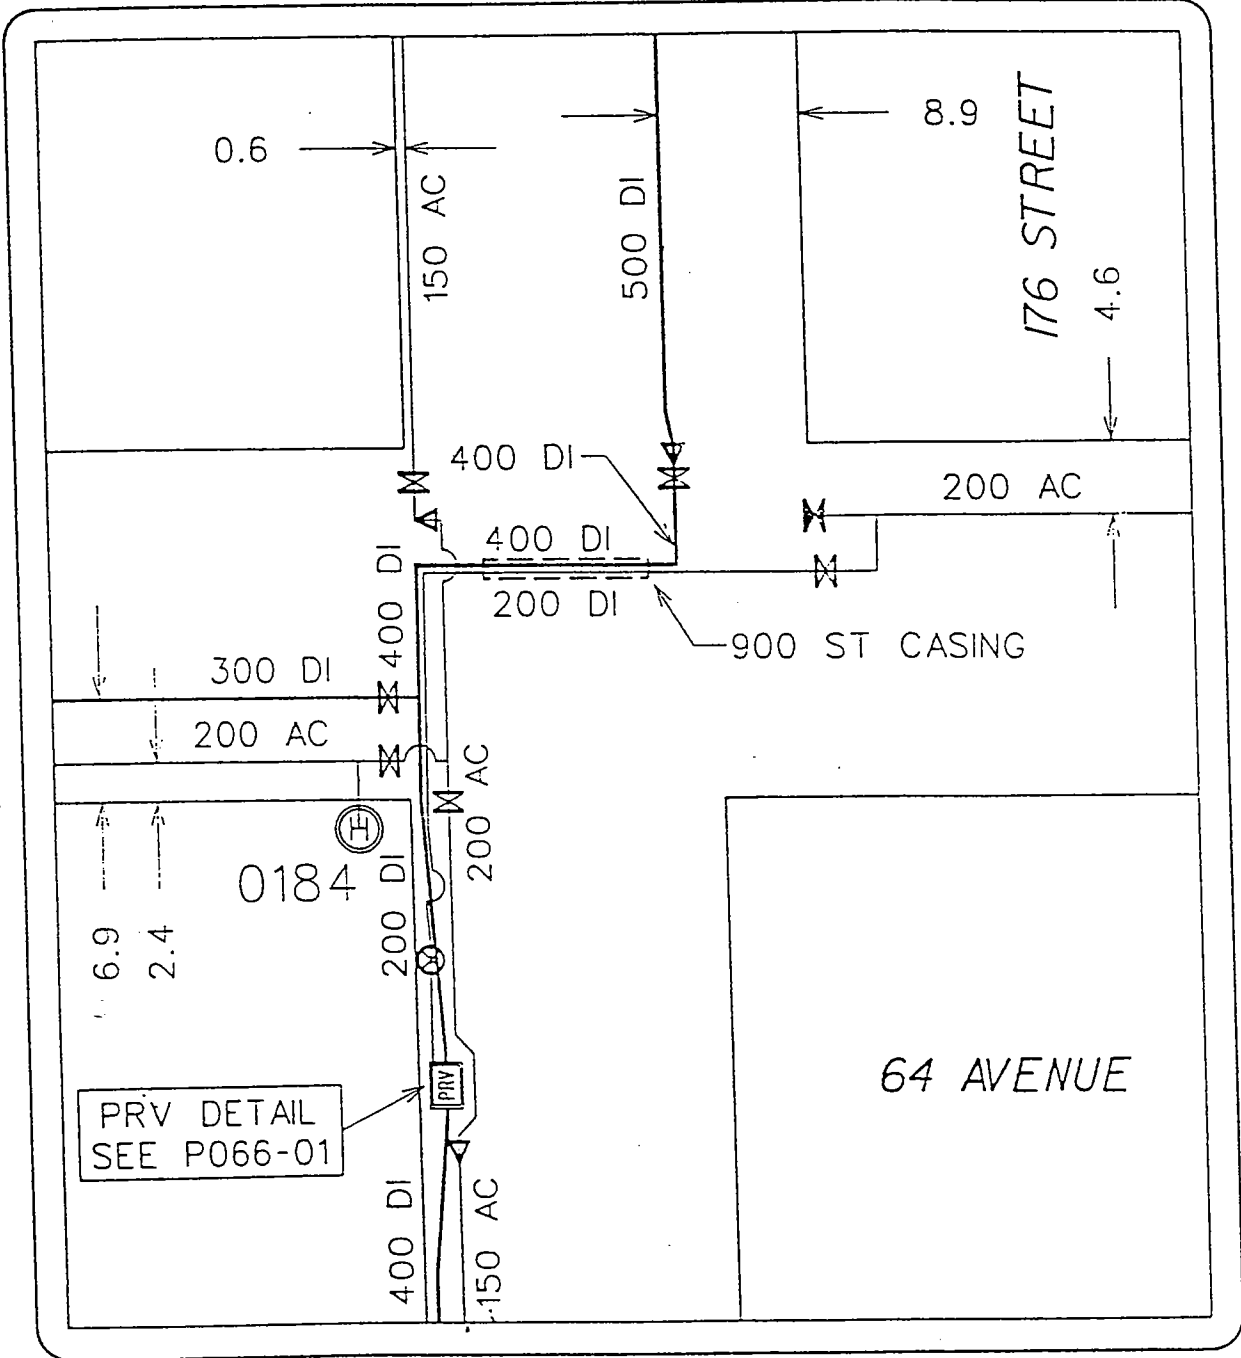 0.6
8.9
150 AC
500 DI
176 STREET
4.6
400 DI
200 AC
400 DI
400 DI
200 DI
900 ST CASING
300 DI
200 AC
200 AC
H
0184
200 DI
6.9
2.4
PRV
64 AVENUE
PRV DETAIL
SEE P066-01
400 DI
150 AC